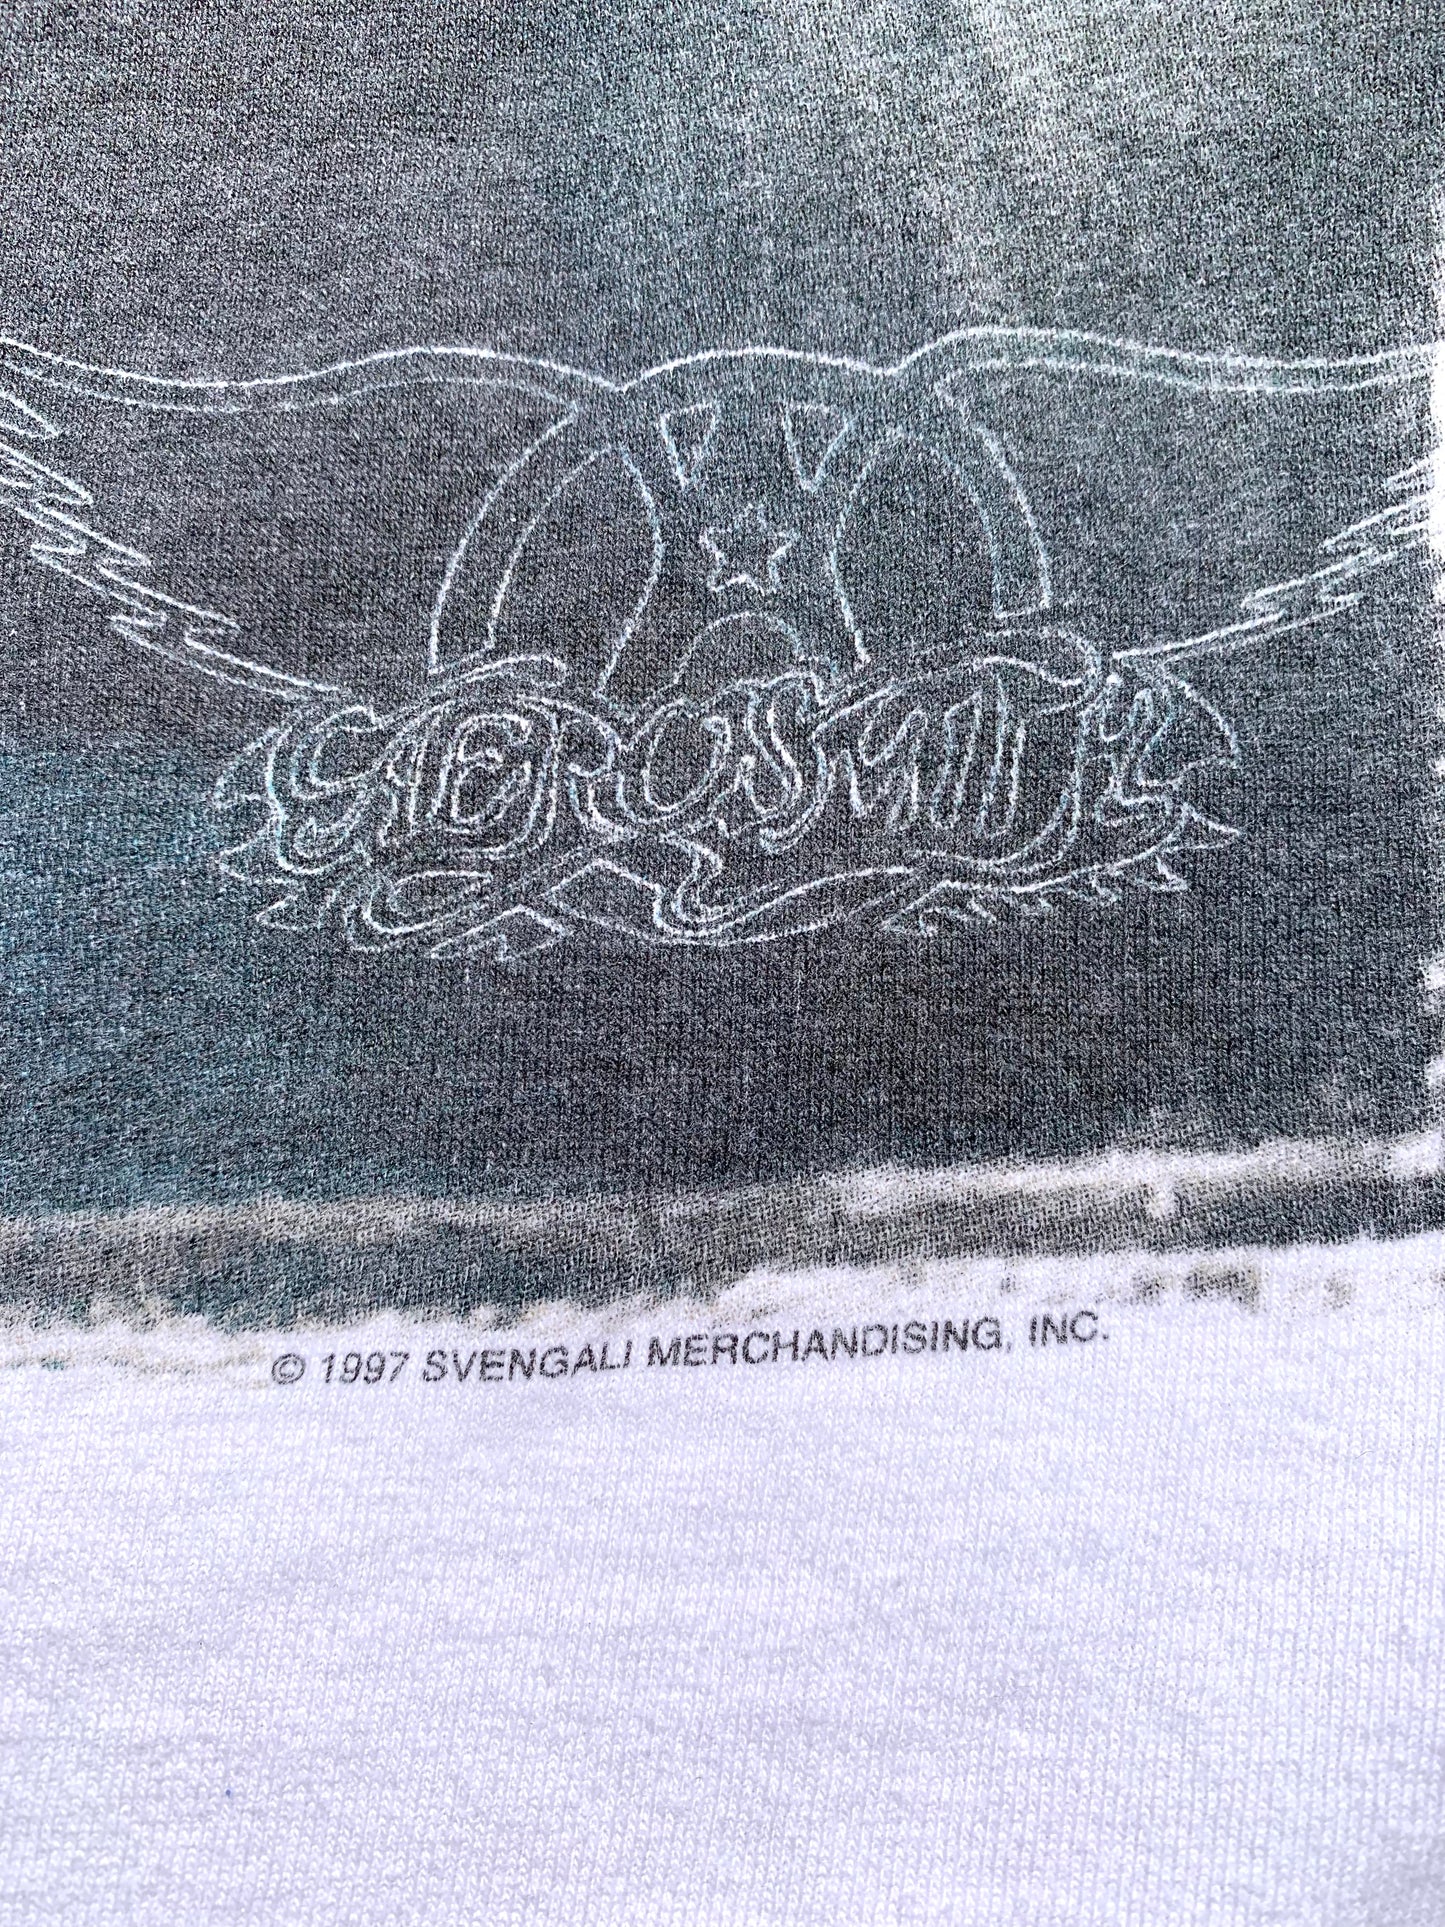 AEROSMITH
© 1997 SVENGALI MERCHANDISING, INC.